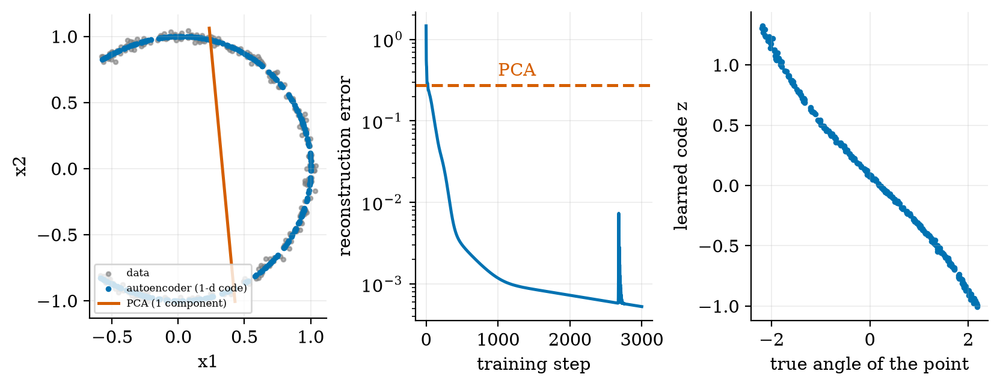 1.0
0.5
0.0
−0.5
−1.0
x2
data
autoencoder (1-d code)
PCA (1 component)
−0.5
0.0
0.5
1.0
x1
10⁰
10⁻¹
10⁻²
10⁻³
reconstruction error
PCA
0
1000
2000
3000
training step
1.0
0.5
0.0
−0.5
−1.0
learned code z
−2
0
2
true angle of the point